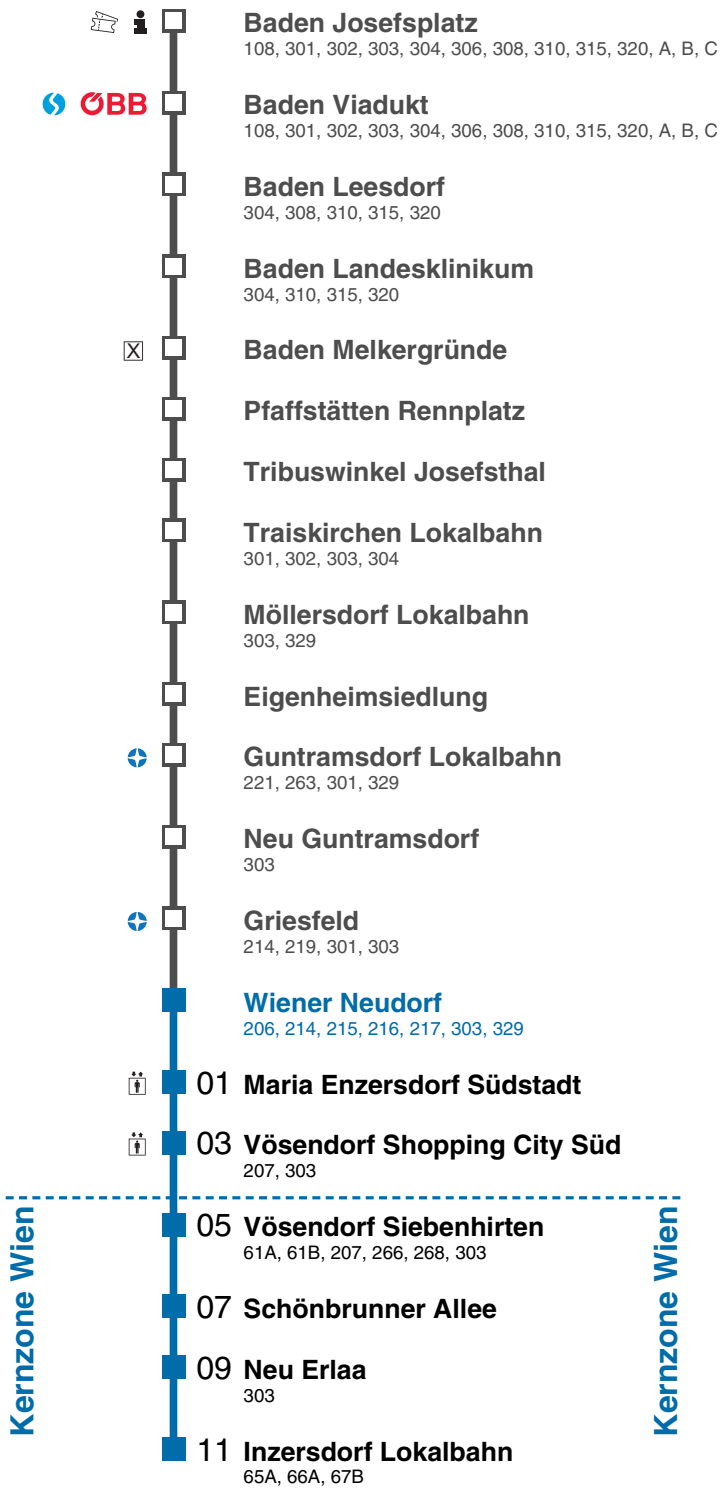 Baden Josefsplatz
108, 301, 302, 303, 304, 306, 308, 310, 315, 320, A, B, C
ÖBB
Baden Viadukt
108, 301, 302, 303, 304, 306, 308, 310, 315, 320, A, B, C
Baden Leesdorf
304, 308, 310, 315, 320
Baden Landesklinikum
304, 310, 315, 320
X
Baden Melkergründe
Pfaffstätten Rennplatz
Tribuswinkel Josefsthal
Traiskirchen Lokalbahn
301, 302, 303, 304
Möllersdorf Lokalbahn
303, 329
Eigenheimsiedlung
Guntramsdorf Lokalbahn
221, 263, 301, 329
Neu Guntramsdorf
303
Griesfeld
214, 219, 301, 303
Wiener Neudorf
206, 214, 215, 216, 217, 303, 329
01 Maria Enzersdorf Südstadt
03 Vösendorf Shopping City Süd
207, 303
Kernzone Wien
05 Vösendorf Siebenhirten
61A, 61B, 207, 266, 268, 303
07 Schönbrunner Allee
09 Neu Erlaa
303
11 Inzersdorf Lokalbahn
65A, 66A, 67B
Kernzone Wien